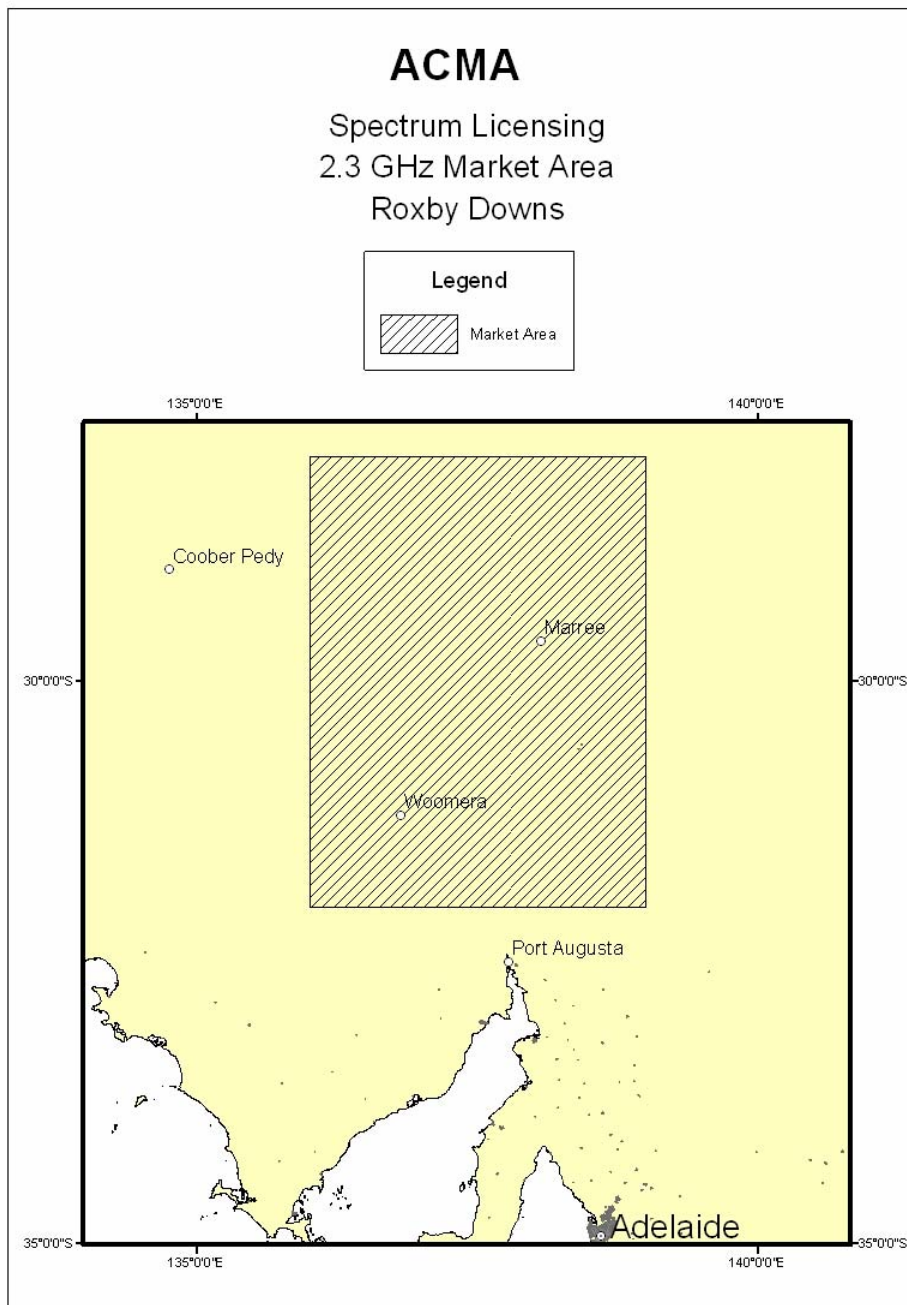 ACMA
Spectrum Licensing
2.3 GHz Market Area
Roxby Downs
Legend
Market Area
135°0'0"E
140°0'0"E
Coober Pedy
Marree
30°0'0"S
30°0'0"S
Woomera
Port Augusta
Adelaide
35°0'0"S
35°0'0"S
135°0'0"E
140°0'0"E